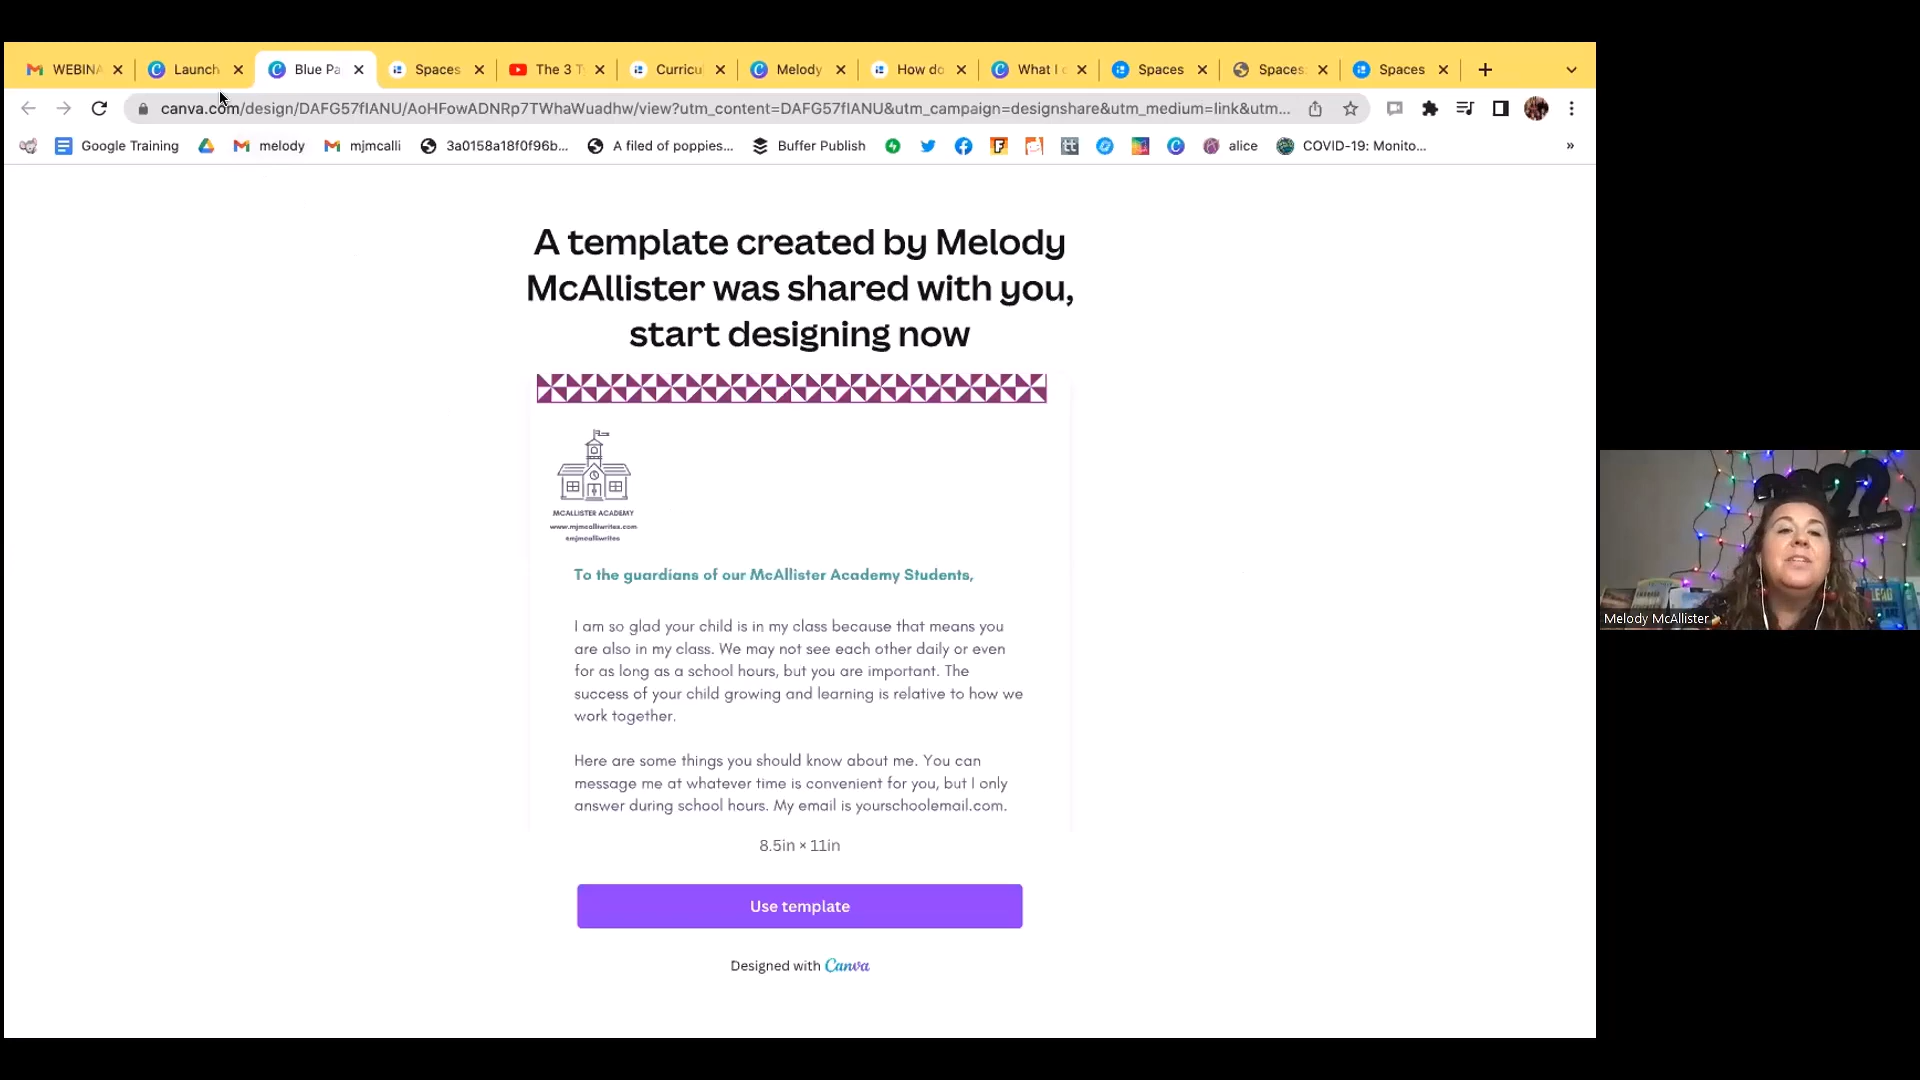 WEBINA
Launch
Blue Pa
Spaces
The 3 T
Curricu
Melody
How do
What I c
Spaces
Spaces:
Spaces
canva.com/design/DAFG57fIANU/AoHFowADNRp7TWhaWuadhw/view?utm_content=DAFG57fIANU&utm_campaign=designshare&utm_medium=link&utm...
Google Training
melody
mjmcalli
3a0158a18f0f96b...
A filed of poppies...
Buffer Publish
alice
COVID-19: Monito...
»
A template created by Melody
McAllister was shared with you,
start designing now
MCALLISTER ACADEMY
www.mjmcalliwrites.com
@mjmcalliwrites
To the guardians of our McAllister Academy Students,
I am so glad your child is in my class because that means you
are also in my class. We may not see each other daily or even
for as long as a school hours, but you are important. The
success of your child growing and learning is relative to how we
work together.
Here are some things you should know about me. You can
message me at whatever time is convenient for you, but I only
answer during school hours. My email is yourschoolemail.com.
8.5in × 11in
Use template
Designed with Canva
LEAD
Melody McAllister